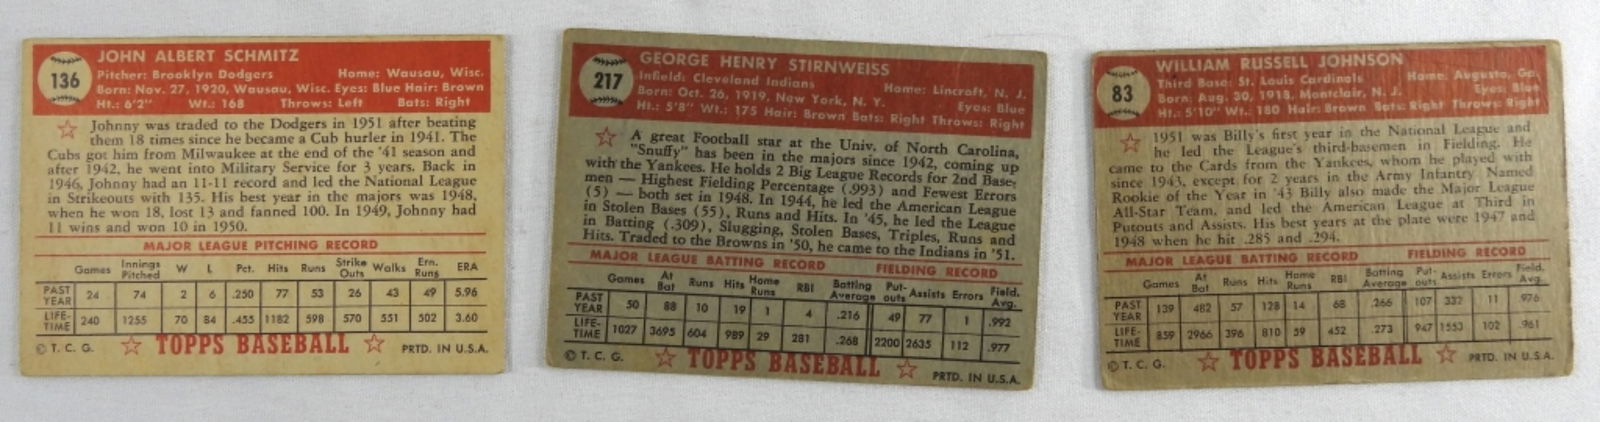 136
JOHN ALBERT SCHMITZ
Pitcher: Brooklyn Dodgers Home: Wausau, Wisc.
Born: Nov. 27, 1920, Wausau, Wisc. Eyes: Blue Hair: Brown
Ht.: 6'2" Wt.: 168 Throws: Left Bats: Right
Johnny was traded to the Dodgers in 1951 after beating
them 18 times since he became a Cub hurler in 1941. The
Cubs got him from Milwaukee at the end of the '41 season and
after 1942, he went into Military Service for 3 years. Back in
1946, Johnny had an 11-11 record and led the National League
in Strikeouts with 135. His best year in the majors was 1948,
when he won 18, lost 13 and fanned 100. In 1949, Johnny had
11 wins and won 10 in 1950.
MAJOR LEAGUE PITCHING RECORD
Games Innings Pitched W L Pct. Hits Runs Strike Outs Walks Ern. Runs ERA
PAST YEAR 24 74 2 6 .250 77 53 26 43 49 5.96
LIFE-TIME 240 1255 70 84 .455 1182 598 570 551 502 3.60
© T. C. G. TOPPS BASEBALL PRTD. IN U.S.A.
217
GEORGE HENRY STIRNWEISS
Infield: Cleveland Indians Home: Lincroft, N. J.
Born: Oct. 26, 1919, New York, N. Y. Eyes: Blue
Ht.: 5'8" Wt.: 175 Hair: Brown Bats: Right Throws: Right
A great Football star at the Univ. of North Carolina,
"Snuffy" has been in the majors since 1942, coming up
with the Yankees. He holds 2 Big League Records for 2nd Base-
men — Highest Fielding Percentage (.993) and Fewest Errors
(5) — both set in 1948. In 1944, he led the American League
in Stolen Bases (55), Runs and Hits. In '45, he led the League
in Batting (.309), Slugging, Stolen Bases, Triples, Runs and
Hits. Traded to the Browns in '50, he came to the Indians in '51.
MAJOR LEAGUE BATTING RECORD FIELDING RECORD
Games At Bat Runs Hits Home Runs RBI Batting Average Put-outs Assists Errors Field. Avg.
PAST YEAR 50 88 10 19 1 4 .216 49 77 1 .992
LIFE-TIME 1027 3695 604 989 29 281 .268 2200 2635 112 .977
© T. C. G. TOPPS BASEBALL PRTD. IN U.S.A.
83
WILLIAM RUSSELL JOHNSON
Third Base: St. Louis Cardinals Home: Augusta, Ga.
Born: Aug. 30, 1918, Montclair, N. J. Eyes: Blue
Ht.: 5'10" Wt.: 180 Hair: Brown Bats: Right Throws: Right
1951 was Billy's first year in the National League and
he led the League's third-basemen in Fielding. He
came to the Cards from the Yankees, whom he played with
since 1943, except for 2 years in the Army Infantry. Named
Rookie of the Year in '43 Billy also made the Major League
All-Star Team, and led the American League at Third in
Putouts and Assists. His best years at the plate were 1947 and
1948 when he hit .285 and .294.
MAJOR LEAGUE BATTING RECORD FIELDING RECORD
Games At Bat Runs Hits Home Runs RBI Batting Average Put-outs Assists Errors Field. Avg.
PAST YEAR 139 482 57 128 14 68 .266 107 332 11 .976
LIFE-TIME 859 2966 396 810 59 452 .273 947 1553 102 .961
© T. C. G. TOPPS BASEBALL PRTD. IN U.S.A.